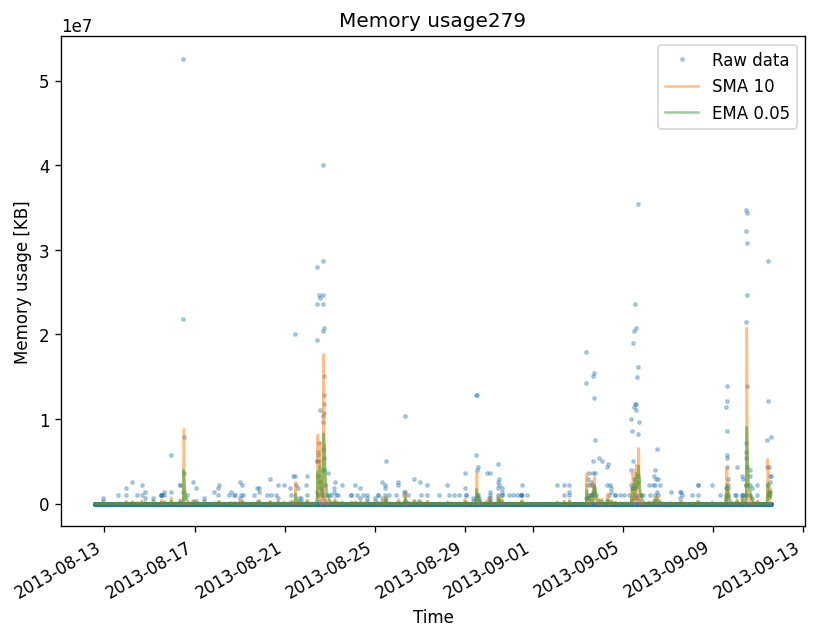 Memory usage279
1e7
Raw data
SMA 10
EMA 0.05
5
4
3
2
1
0
Memory usage [KB]
2013-08-13
2013-08-17
2013-08-21
2013-08-25
2013-08-29
2013-09-01
2013-09-05
2013-09-09
2013-09-13
Time